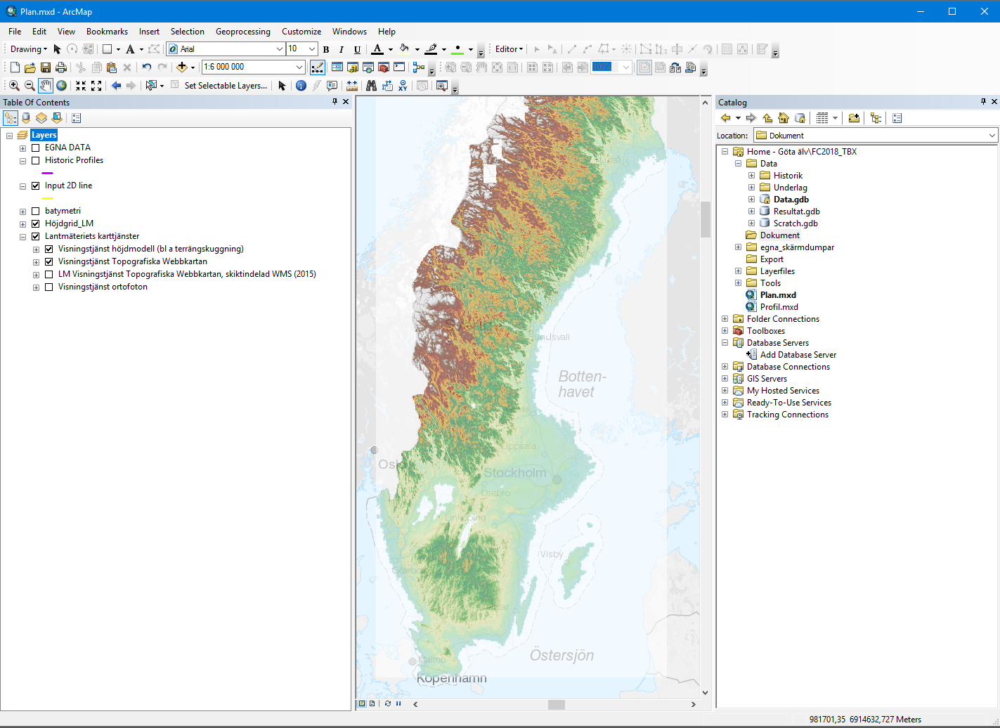 Plan.mxd - ArcMap
File Edit View Bookmarks Insert Selection Geoprocessing Customize Windows Help
Drawing Arial 10 B I U A Editor
1:6 000 000 100%
Set Selectable Layers...
Table Of Contents
Layers
EGNA DATA
Historic Profiles
Input 2D line
batymetri
Höjdgrid_LM
Lantmäteriets karttjänster
Visningstjänst höjdmodell (bl a terrängskuggning)
Visningstjänst Topografiska Webbkartan
LM Visningstjänst Topografiska Webbkartan, skiktindelad WMS (2015)
Visningstjänst ortofoton
Luleå
Sundsvall
Botten-
havet
Uppsala
Oslo
Stockholm
Örebro
Linköping
Visby
Göteborg
Kalmar
Östersjön
Malmö
Köpenhamn
Catalog
Location: Dokument
Home - Göta älv\FC2018_TBX
Data
Historik
Underlag
Data.gdb
Resultat.gdb
Scratch.gdb
Dokument
egna_skärmdumpar
Export
Layerfiles
Tools
Plan.mxd
Profil.mxd
Folder Connections
Toolboxes
Database Servers
Add Database Server
Database Connections
GIS Servers
My Hosted Services
Ready-To-Use Services
Tracking Connections
981701,35 6914632,727 Meters